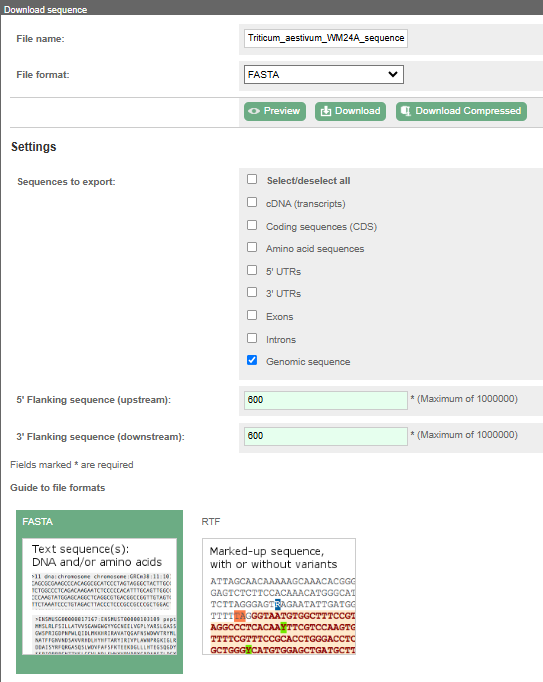 Download sequence
File name: Triticum_aestivum_WM24A_sequence
File format: FASTA
Preview Download Download Compressed
Settings
Sequences to export:
Select/deselect all
cDNA (transcripts)
Coding sequences (CDS)
Amino acid sequences
5' UTRs
3' UTRs
Exons
Introns
Genomic sequence
5' Flanking sequence (upstream): 600 * (Maximum of 1000000)
3' Flanking sequence (downstream): 600 * (Maximum of 1000000)
Fields marked * are required
Guide to file formats
FASTA RTF
Text sequence(s):
DNA and/or amino acids
Marked-up sequence,
with or without variants
ATTAGCAACAAAAAGCAAACACGGG
GAGTCTCTTCCACAAACATGGGCAT
TCTTAGGGAGTRAGAATATTGATGG
TTTTTTAGGGTAATGTGGCTTTCGTA
AGGCCCTCACAAYTTCGTCCAAGTG
TTTTCGTTTCCGCACCTGGGACCTC
GCTGGGYCATGTGGAGCTGATGCTT